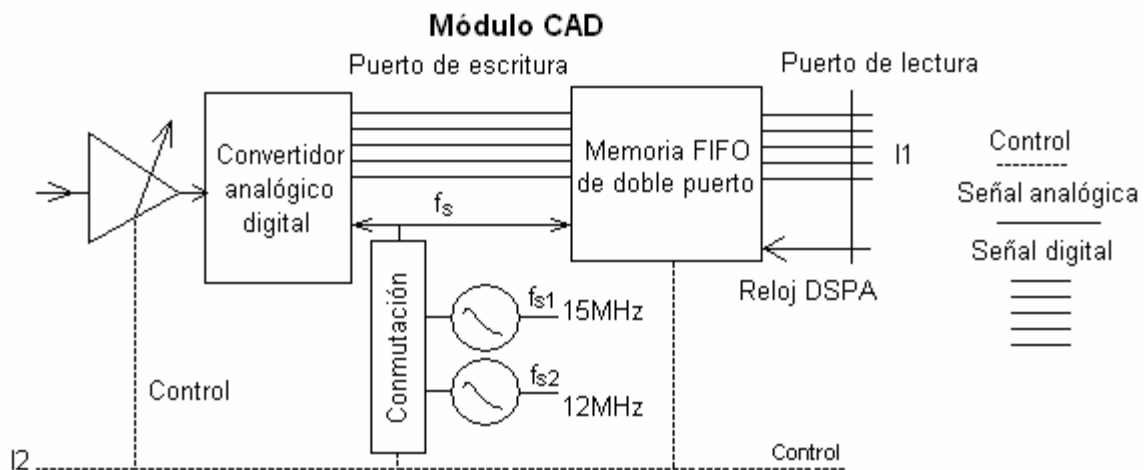 Módulo CAD
Puerto de escritura
Puerto de lectura
Convertidor
analógico
digital
Memoria FIFO
de doble puerto
I1
Control
Señal analógica
Señal digital
fs
Reloj DSPA
Conmutación
fs1
15MHz
fs2
12MHz
Control
I2
Control